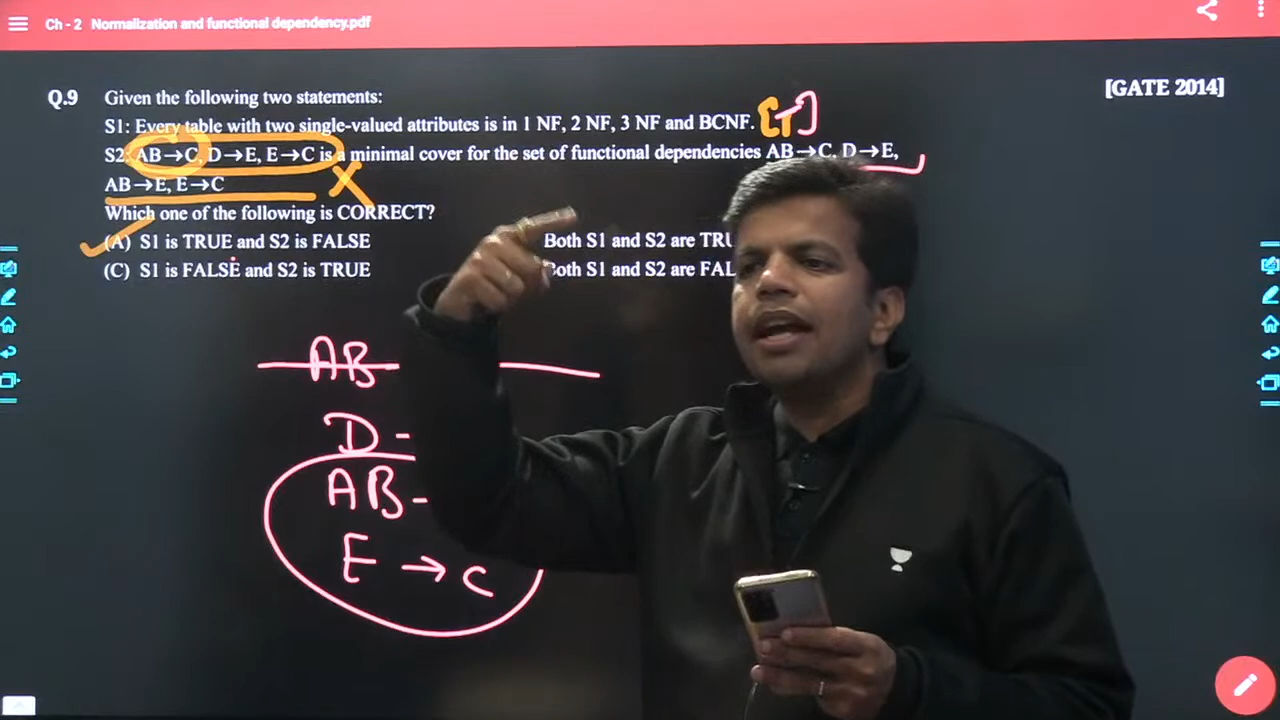 Ch - 2 Normalization and functional dependency.pdf
Q.9 Given the following two statements: [GATE 2014]
S1: Every table with two single-valued attributes is in 1 NF, 2 NF, 3 NF and BCNF. [T]
S2: AB→C, D→E, E→C is a minimal cover for the set of functional dependencies AB→C, D→E,
AB→E, E→C
Which one of the following is CORRECT?
(A) S1 is TRUE and S2 is FALSE Both S1 and S2 are TRU
(C) S1 is FALSE and S2 is TRUE Both S1 and S2 are FAL
AB
D -
AB -
E → C